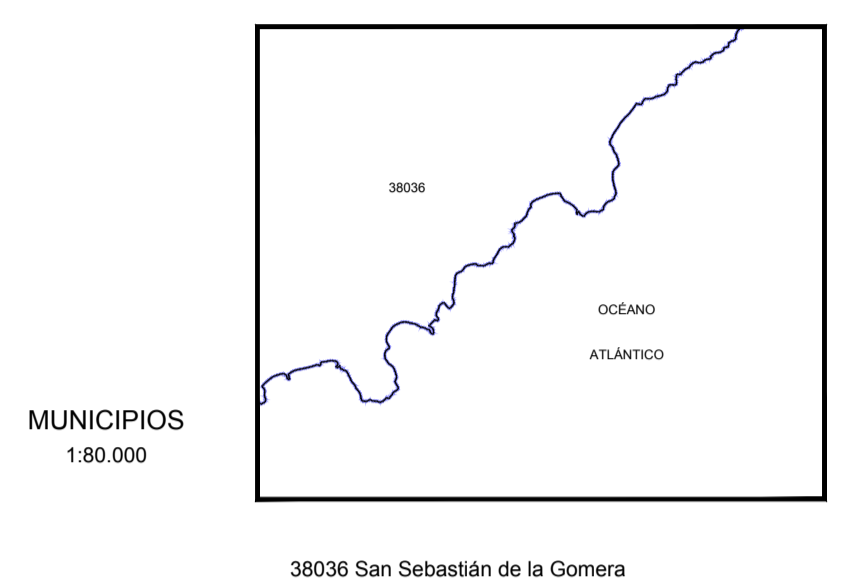 38036
OCÉANO
ATLÁNTICO
MUNICIPIOS
1:80.000
38036 San Sebastián de la Gomera